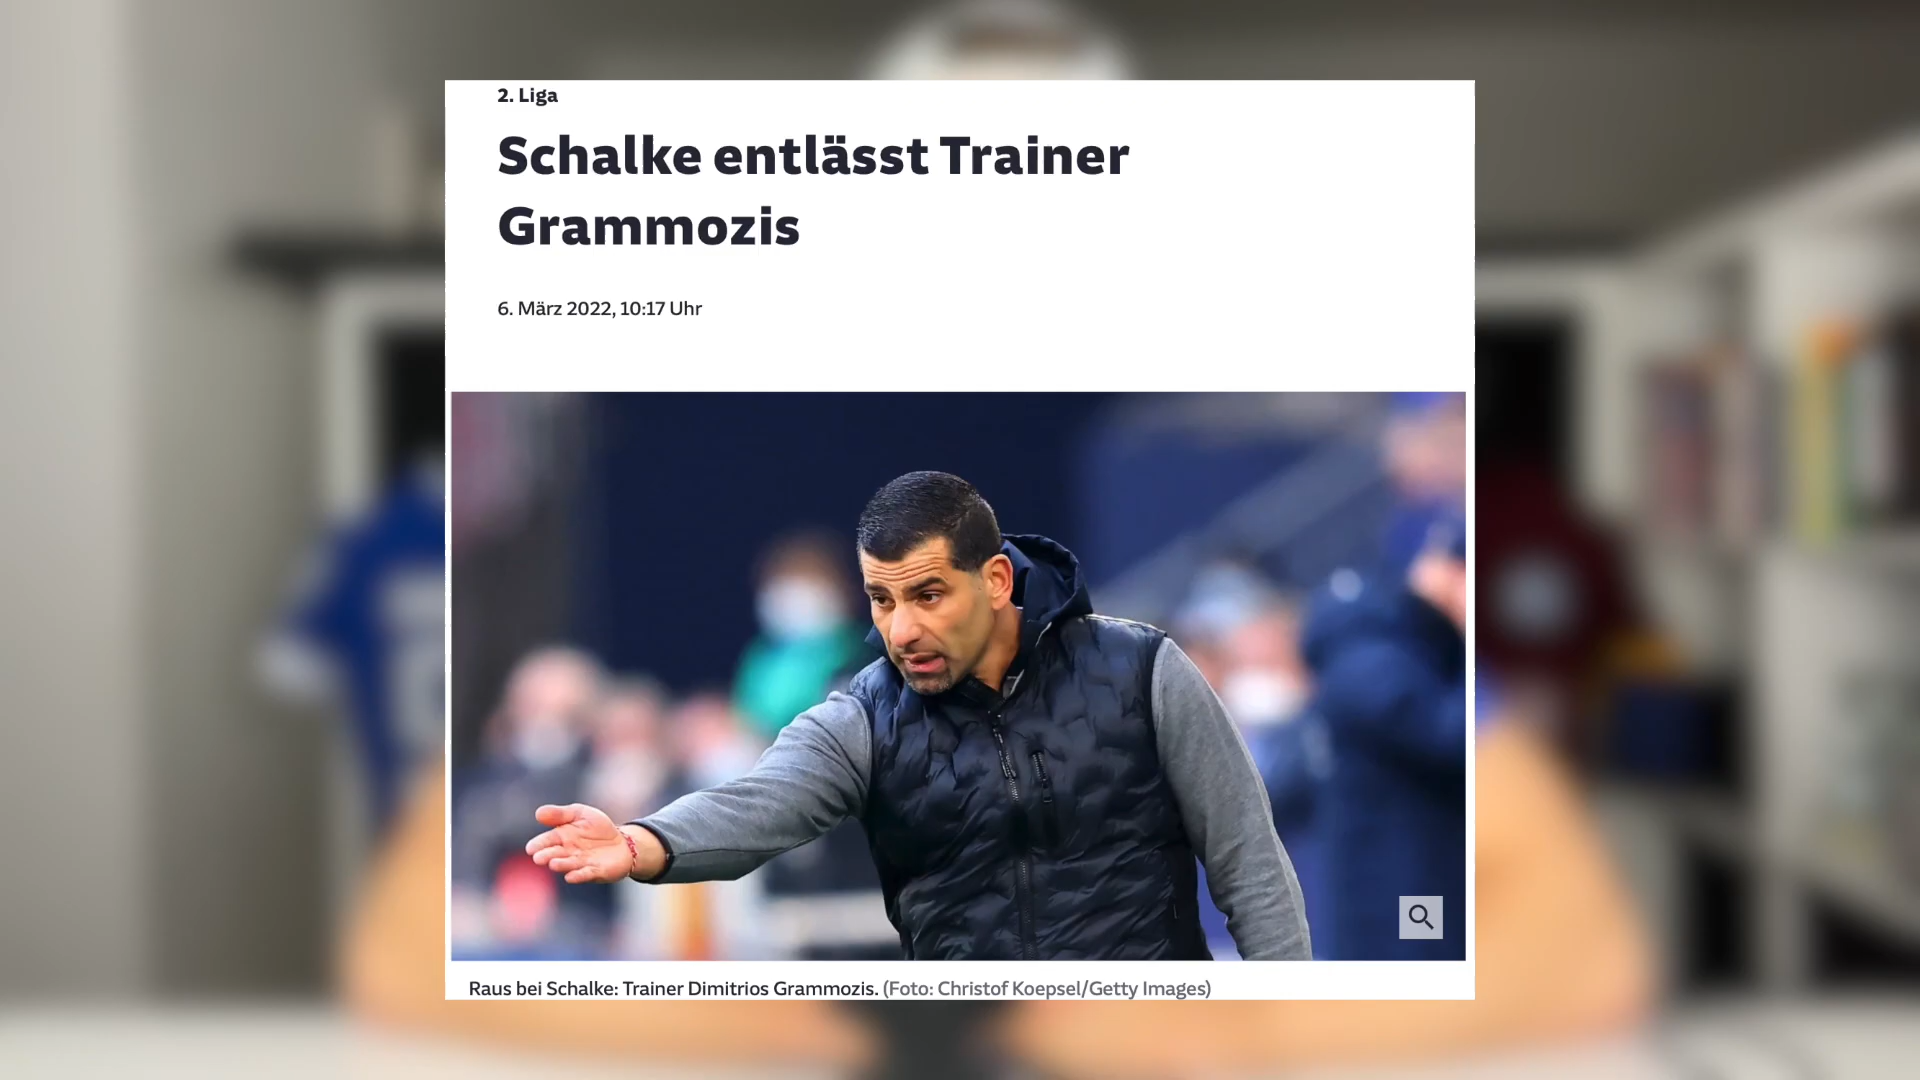 2. Liga
Schalke entlässt Trainer
Grammozis
6. März 2022, 10:17 Uhr
Raus bei Schalke: Trainer Dimitrios Grammozis. (Foto: Christof Koepsel/Getty Images)